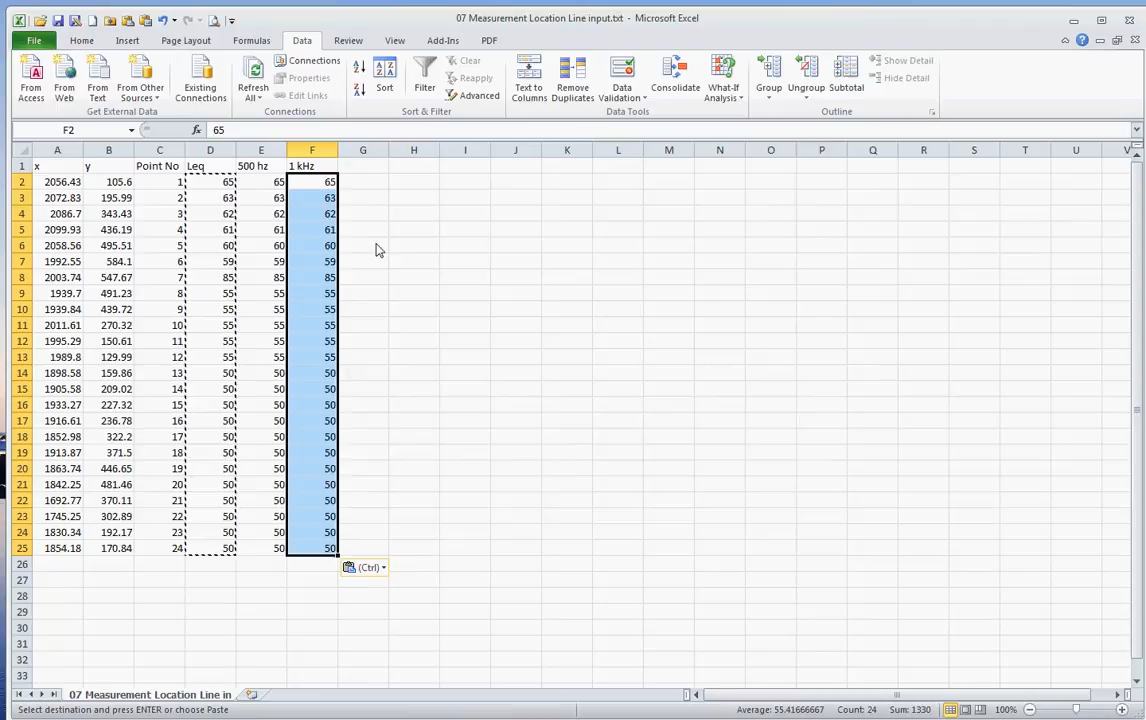 07 Measurement Location Line input.txt - Microsoft Excel
File Home Insert Page Layout Formulas Data Review View Add-Ins PDF
From Access
From Web
From Text
From Other Sources
Existing Connections
Get External Data
Refresh All
Connections
Properties
Edit Links
Connections
Sort
Filter
Clear
Reapply
Advanced
Sort & Filter
Text to Columns
Remove Duplicates
Data Validation
Consolidate
What-If Analysis
Data Tools
Group
Ungroup
Subtotal
Show Detail
Hide Detail
Outline
F2 fx 65
A B C D E F G H I J K L M N O P Q R S T U V
1 x y Point No Leq 500 hz 1 kHz
2 2056.43 105.6 1 65 65 65
3 2072.83 195.99 2 63 63 63
4 2086.7 343.43 3 62 62 62
5 2099.93 436.19 4 61 61 61
6 2058.56 495.51 5 60 60 60
7 1992.55 584.1 6 59 59 59
8 2003.74 547.67 7 85 85 85
9 1939.7 491.23 8 55 55 55
10 1939.84 439.72 9 55 55 55
11 2011.61 270.32 10 55 55 55
12 1995.29 150.61 11 55 55 55
13 1989.8 129.99 12 55 55 55
14 1898.58 159.86 13 50 50 50
15 1905.58 209.02 14 50 50 50
16 1933.27 227.32 15 50 50 50
17 1916.61 236.78 16 50 50 50
18 1852.98 322.2 17 50 50 50
19 1913.87 371.5 18 50 50 50
20 1863.74 446.65 19 50 50 50
21 1842.25 481.46 20 50 50 50
22 1692.77 370.11 21 50 50 50
23 1745.25 302.89 22 50 50 50
24 1830.34 192.17 23 50 50 50
25 1854.18 170.84 24 50 50 50
26 (Ctrl)
27
28
29
30
31
32
33
07 Measurement Location Line in
Select destination and press ENTER or choose Paste Average: 55.41666667 Count: 24 Sum: 1330 100%